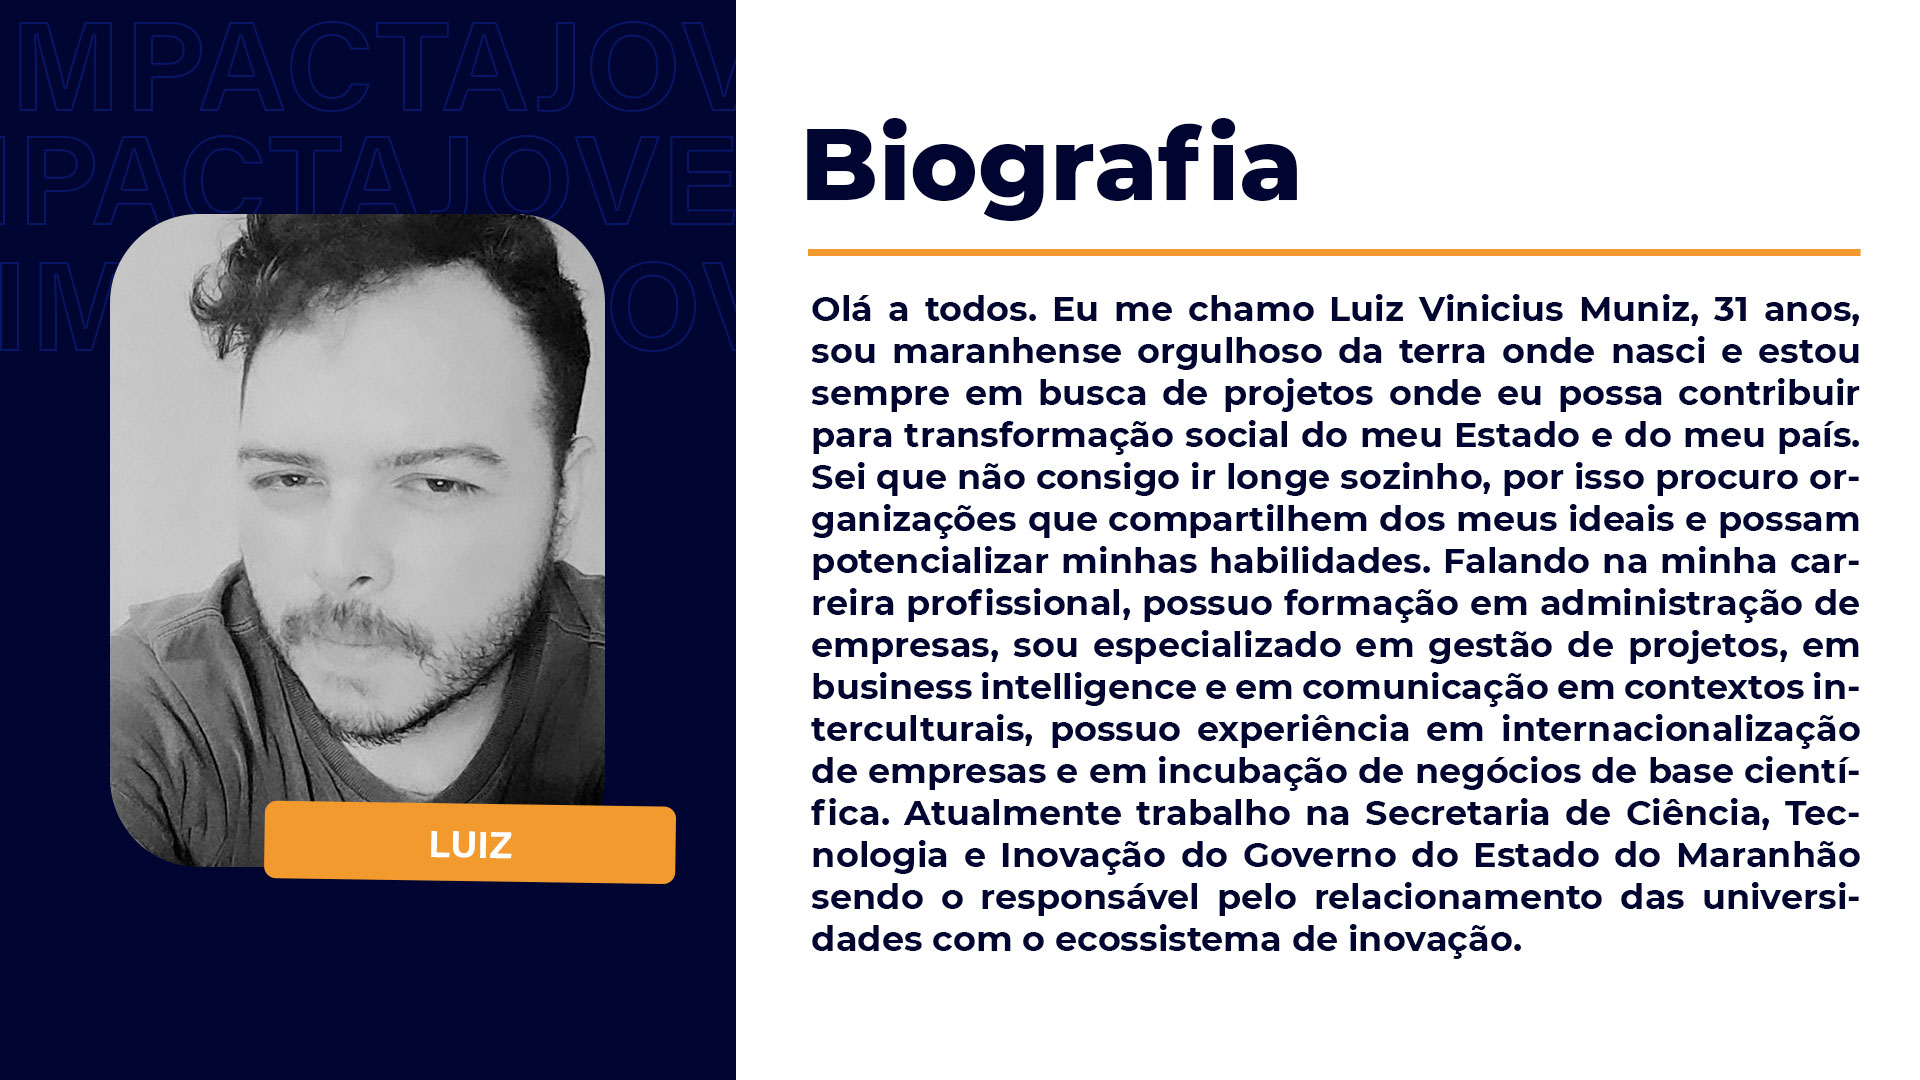 IMPACTAJOV
MPACTAJOVE
IM OV
LUIZ
Biografia
Olá a todos. Eu me chamo Luiz Vinicius Muniz, 31 anos,
sou maranhense orgulhoso da terra onde nasci e estou
sempre em busca de projetos onde eu possa contribuir
para transformação social do meu Estado e do meu país.
Sei que não consigo ir longe sozinho, por isso procuro or-
ganizações que compartilhem dos meus ideais e possam
potencializar minhas habilidades. Falando na minha car-
reira profissional, possuo formação em administração de
empresas, sou especializado em gestão de projetos, em
business intelligence e em comunicação em contextos in-
terculturais, possuo experiência em internacionalização
de empresas e em incubação de negócios de base cientí-
fica. Atualmente trabalho na Secretaria de Ciência, Tec-
nologia e Inovação do Governo do Estado do Maranhão
sendo o responsável pelo relacionamento das universi-
dades com o ecossistema de inovação.